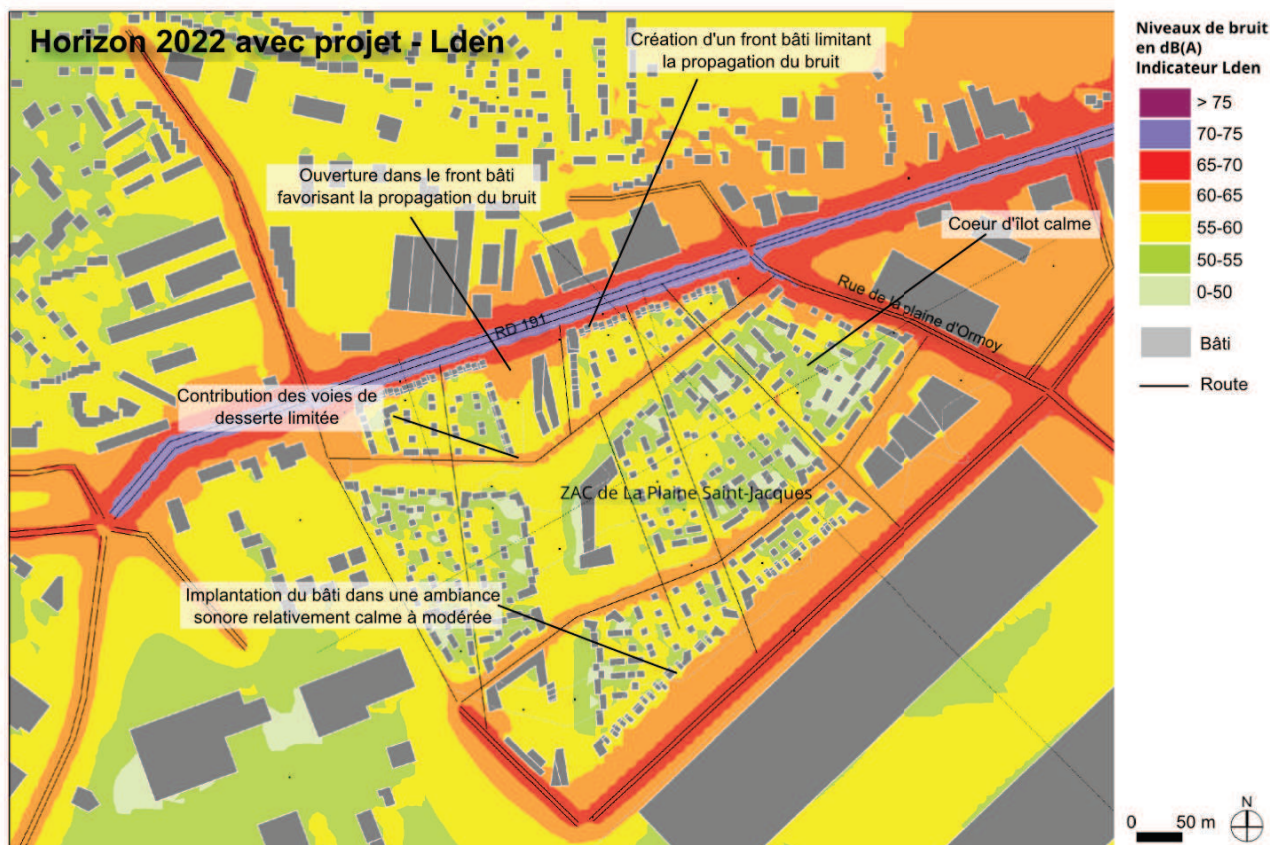 Horizon 2022 avec projet - Lden
Création d'un front bâti limitant
la propagation du bruit
Ouverture dans le front bâti
favorisant la propagation du bruit
Coeur d'îlot calme
Rue de la plaine d'Ormoy
RD 191
Contribution des voies de
desserte limitée
ZAC de La Plaine Saint-Jacques
Implantation du bâti dans une ambiance
sonore relativement calme à modérée
Niveaux de bruit
en dB(A)
Indicateur Lden
> 75
70-75
65-70
60-65
55-60
50-55
0-50
Bâti
Route
N
0 50 m